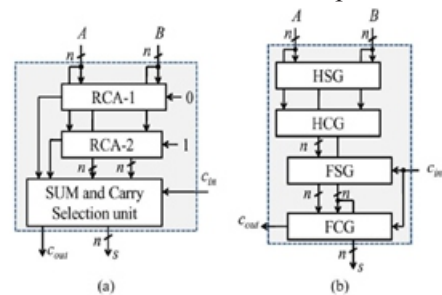 A B
n n
RCA-1 0
RCA-2 1
n n
SUM and Carry
Selection unit
c_in
c_out n s
(a)
A B
n n
HSG
HCG
n
FSG c_in
n n
c_out FCG
n s
(b)